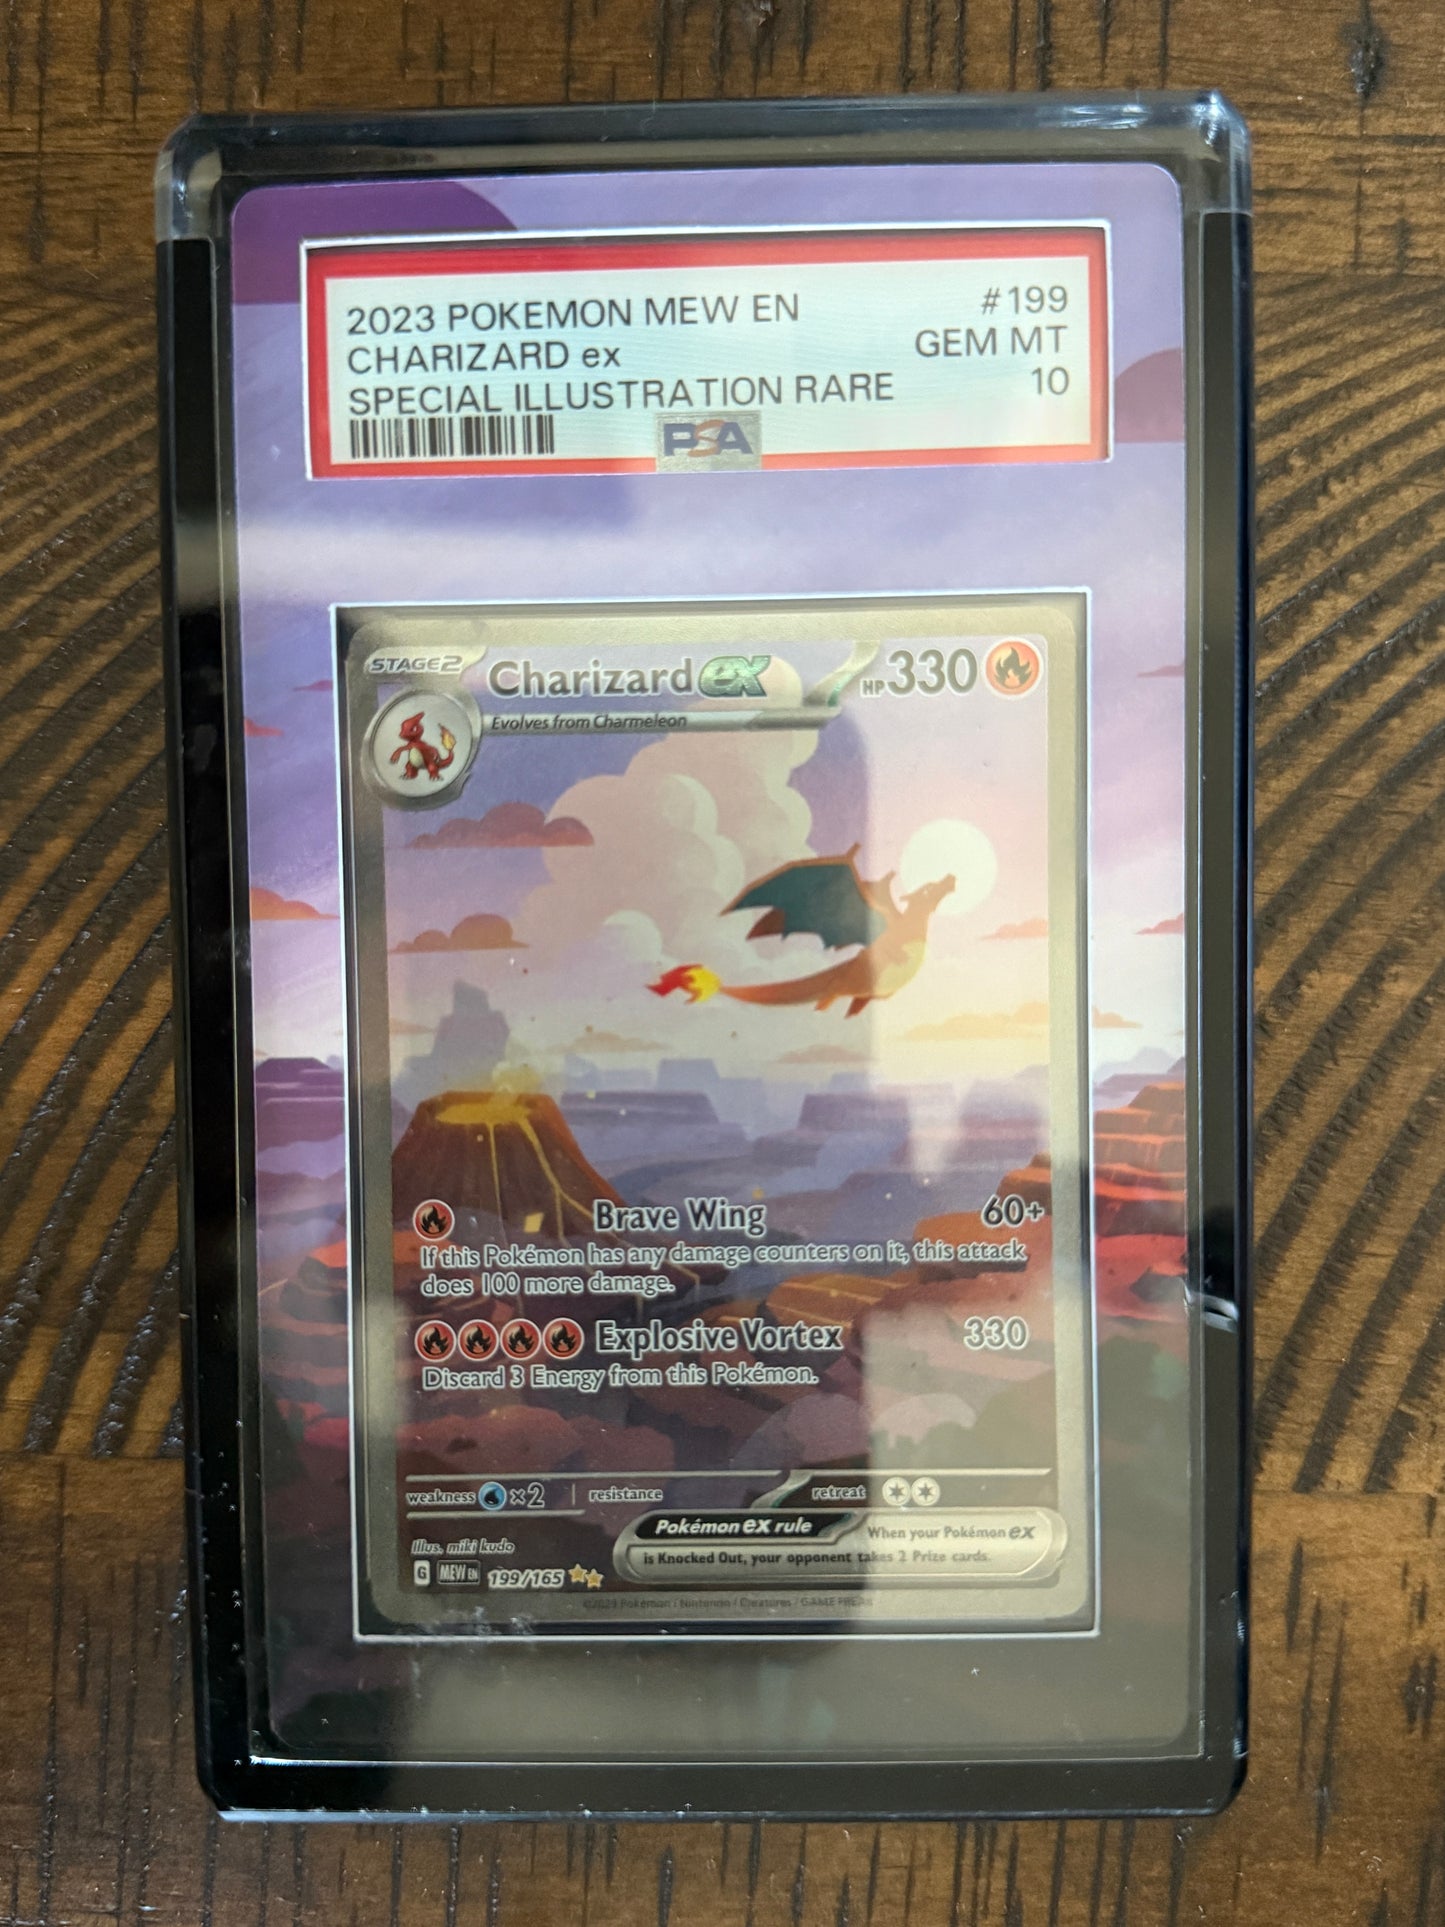 2023 POKEMON MEW EN #199
CHARIZARD ex GEM MT
SPECIAL ILLUSTRATION RARE 10
PSA
STAGE2 Charizard ex HP 330
Evolves from Charmeleon
Brave Wing 60+
If this Pokémon has any damage counters on it, this attack
does 100 more damage.
Explosive Vortex 330
Discard 3 Energy from this Pokémon.
weakness ×2 resistance retreat
Illus. miki kudo
Pokémon ex rule When your Pokémon ex
is Knocked Out, your opponent takes 2 Prize cards.
G MEW EN 199/165
©2023 Pokémon / Nintendo / Creatures / GAME FREAK